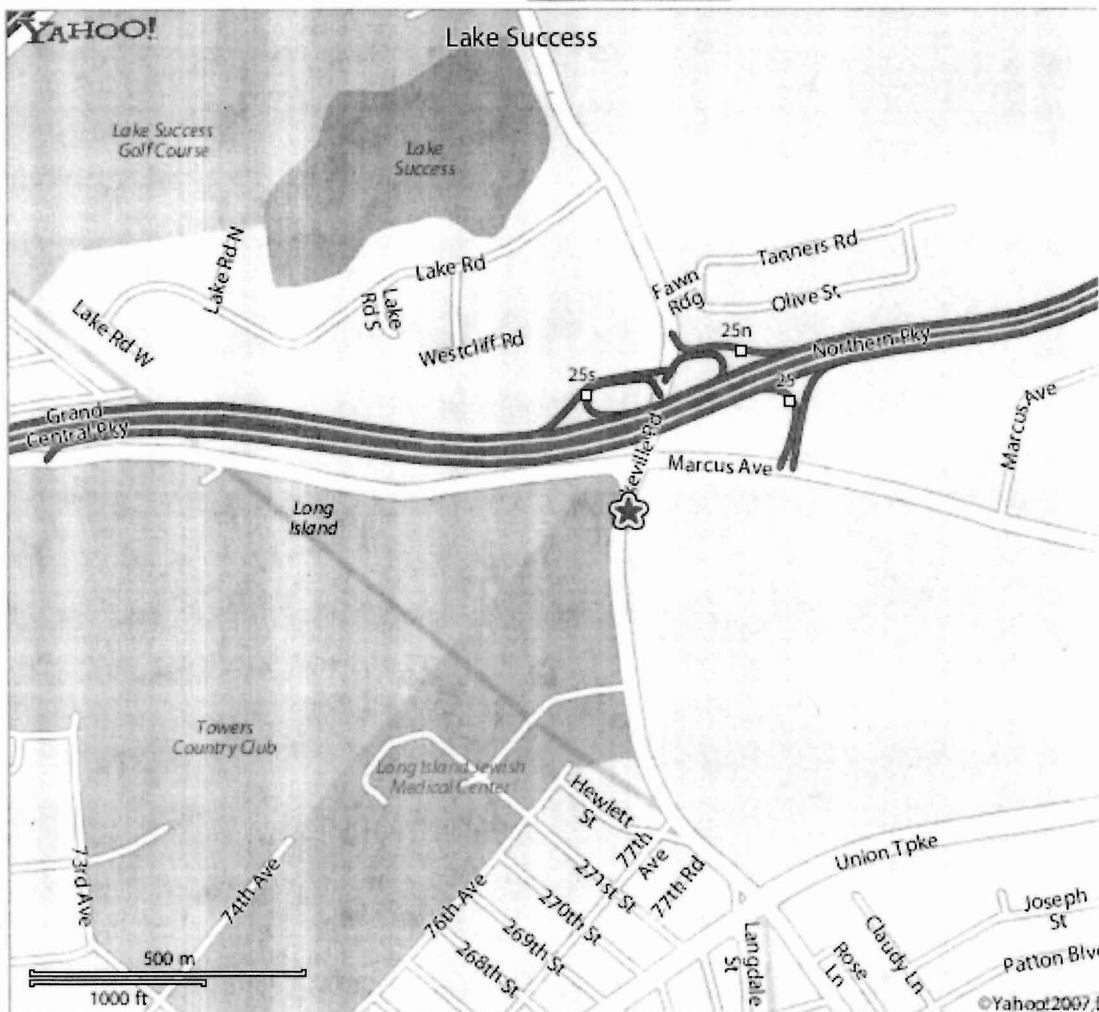 YAHOO!
Lake Success
Lake Success
Golf Course
Lake
Success
Lake Rd N
Lake Rd
Tanners Rd
Fawn
Rdg
Olive St
Lake
Rd S
Lake Rd W
Westcliff Rd
25n
Northern Pky
25s
25
Grand
Central Pky
Marcus Ave
keville Rd
Marcus Ave
Long
Island
Towers
Country Club
Long Island Jewish
Medical Center
Hewlett
St
77th
Ave
77th Rd
271st St
270th St
269th St
268th St
76th Ave
74th Ave
73rd Ave
Union Tpke
Joseph
St
Claudy Ln
Rose
Ln
Patton Blv
Langdale
St
500 m
1000 ft
©Yahoo! 2007,